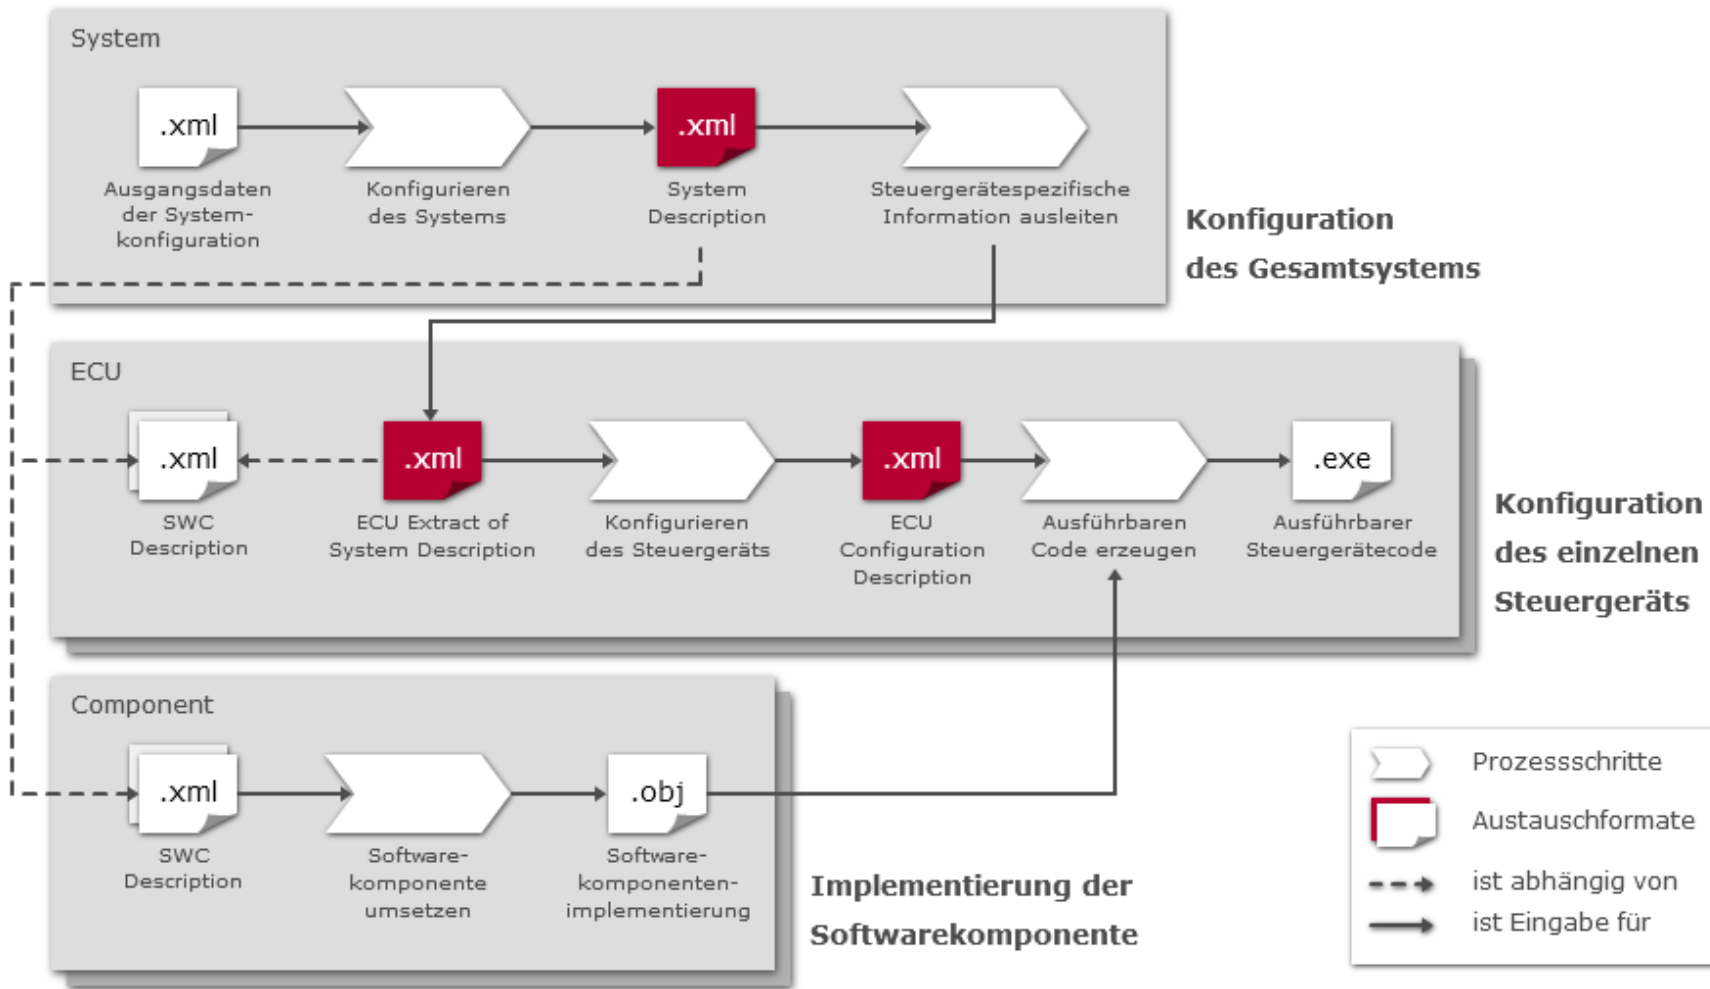 System
.xml
.xml
Ausgangsdaten
der System-
konfiguration
Konfigurieren
des Systems
System
Description
Steuergerätespezifische
Information ausleiten
Konfiguration
des Gesamtsystems
ECU
.xml
.xml
.xml
.exe
SWC
Description
ECU Extract of
System Description
Konfigurieren
des Steuergeräts
ECU
Configuration
Description
Ausführbaren
Code erzeugen
Ausführbarer
Steuergerätecode
Konfiguration
des einzelnen
Steuergeräts
Component
.xml
.obj
SWC
Description
Software-
komponente
umsetzen
Software-
komponenten-
implementierung
Implementierung der
Softwarekomponente
Prozessschritte
Austauschformate
ist abhängig von
ist Eingabe für